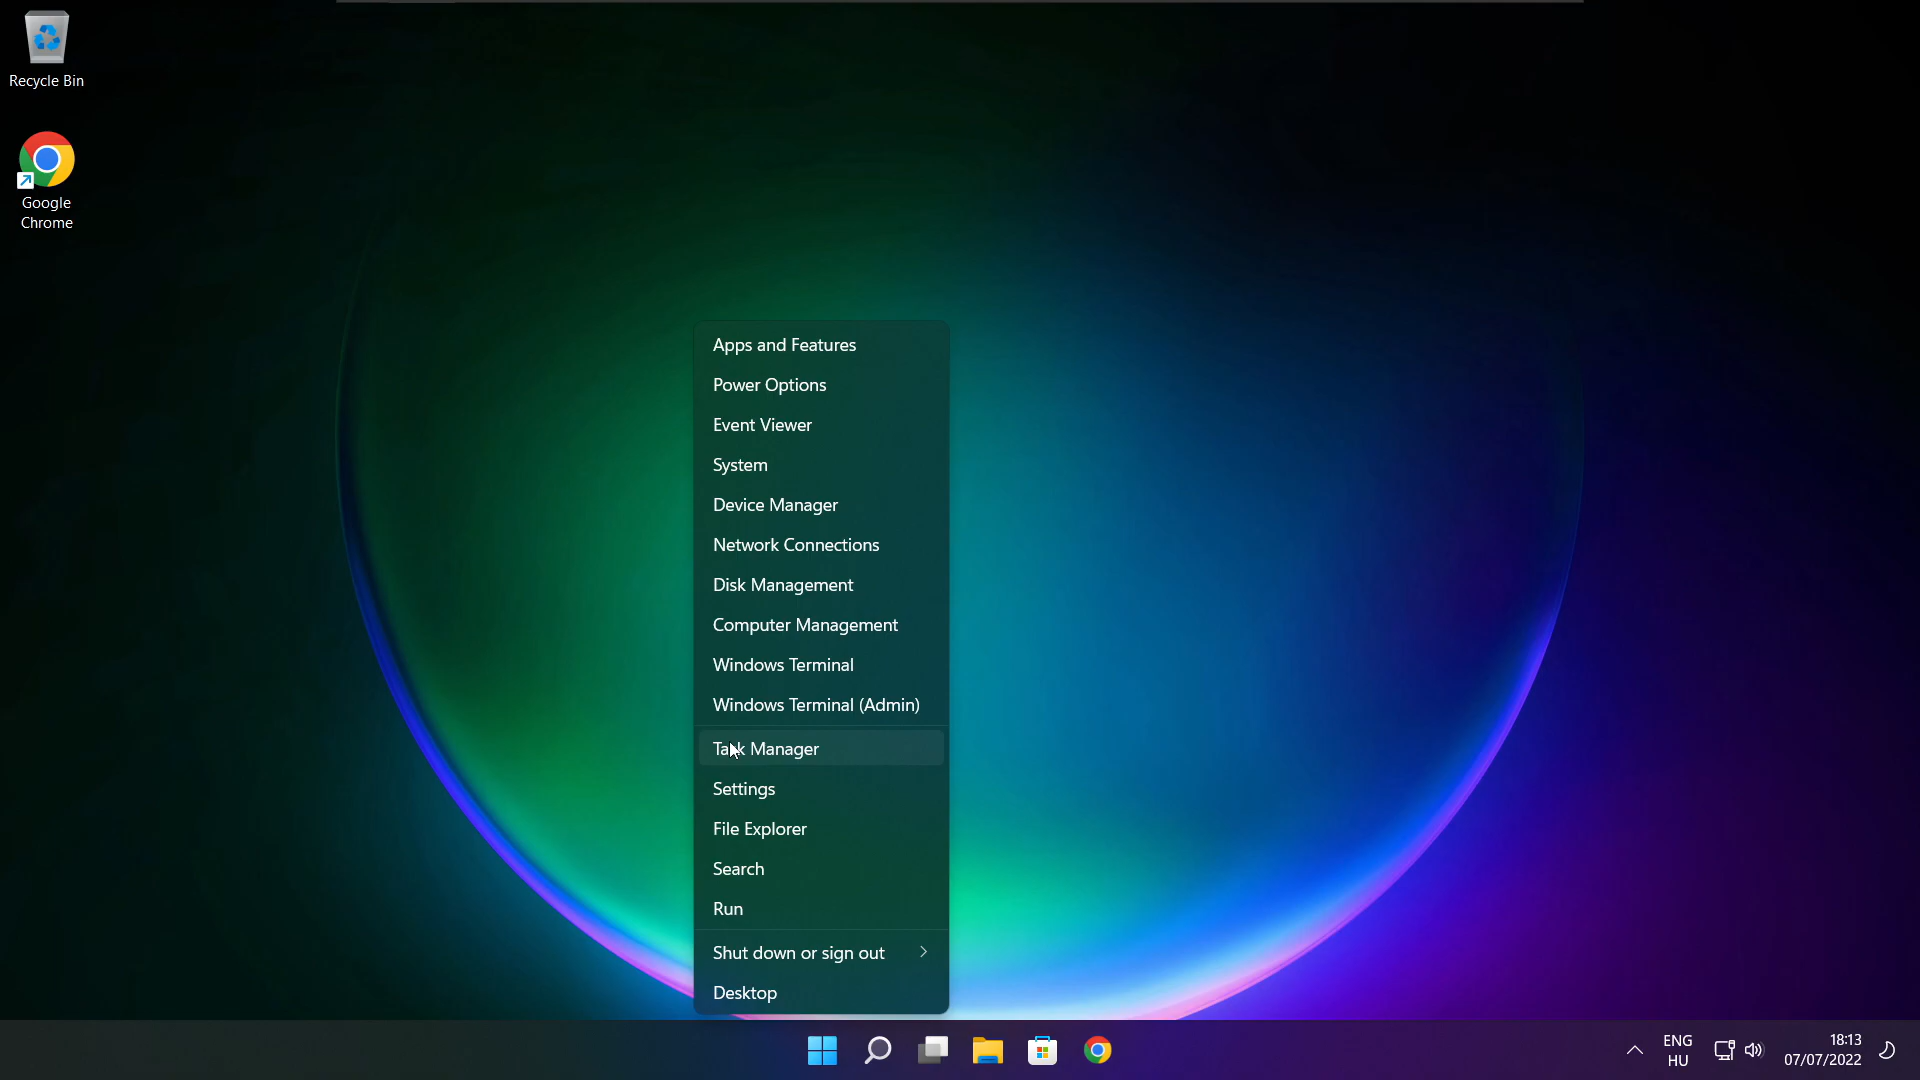 Recycle Bin
Google
Chrome
Apps and Features
Power Options
Event Viewer
System
Device Manager
Network Connections
Disk Management
Computer Management
Windows Terminal
Windows Terminal (Admin)
Task Manager
Settings
File Explorer
Search
Run
Shut down or sign out
Desktop
ENG
HU
18:13
07/07/2022